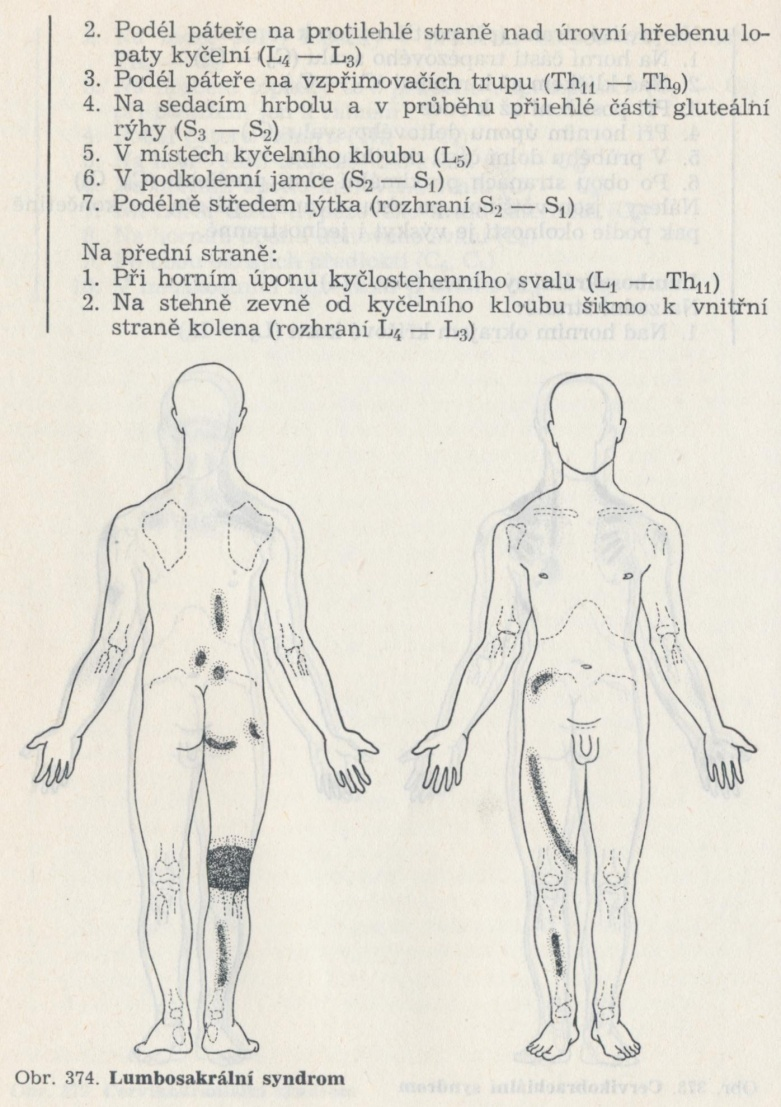 2. Podél páteře na protilehlé straně nad úrovní hřebenu lo-
paty kyčelní (L4 — L3)
3. Podél páteře na vzpřimovačích trupu (Th11 — Th9)
4. Na sedacím hrbolu a v průběhu přilehlé části gluteální
rýhy (S3 — S2)
5. V místech kyčelního kloubu (L5)
6. V podkolenní jamce (S2 — S1)
7. Podélně středem lýtka (rozhraní S2 — S1)
Na přední straně:
1. Při horním úponu kyčlostehenního svalu (L1 — Th11)
2. Na stehně zevně od kyčelního kloubu šikmo k vnitřní
straně kolena (rozhraní L4 — L3)
Obr. 374. Lumbosakrální syndrom